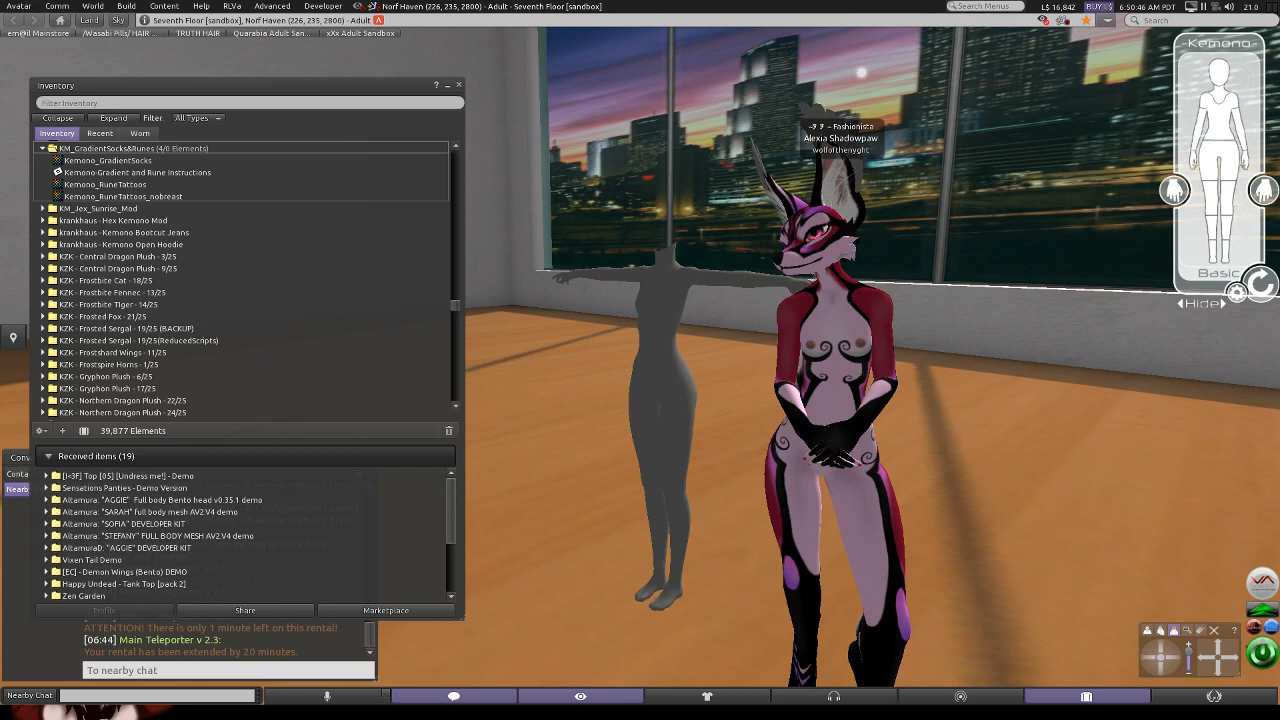 Avatar Comm World Build Content Help RLVa Advanced Developer Seventh Floor [sandbox], Norf Haven (226, 235, 2800) - Adult - Second Life: [sandbox]
Search Menus L$ 16,842 BUY L$ 6:50:46 AM PDT 21.0
Land Sky Seventh Floor [sandbox], Norf Haven (226, 235, 2800) - Adult A Search
em@il Mainstore /Wasabi Pills/ HAIR ... TRUTH HAIR Quarabia Adult San... xXx Adult Sandbox
-Kemono-
Basic
Hide
~ Fashionista
Alexia Shadowpaw
wolfofthenyght
Inventory ?
Filter Inventory
Collapse Expand Filter: All Types
Inventory Recent Worn
KM_GradientSocks&Runes (4/0 Elements)
Kemono_GradientSocks
Kemono-Gradient and Rune Instructions
Kemono_RuneTattoos
Kemono_RuneTattoos_nobreast
KM_Jex_Sunrise_Mod
krankhaus - Hex Kemono Mod
krankhaus - Kemono Bootcut Jeans
krankhaus - Kemono Open Hoodie
KZK - Central Dragon Plush - 3/25
KZK - Central Dragon Plush - 9/25
KZK - Frostbite Cat - 18/25
KZK - Frostbite Fennec - 13/25
KZK - Frostbite Tiger - 14/25
KZK - Frosted Fox - 21/25
KZK - Frosted Sergal - 19/25 (BACKUP)
KZK - Frosted Sergal - 19/25(ReducedScripts)
KZK - Frostshard Wings - 11/25
KZK - Frostspire Horns - 1/25
KZK - Gryphon Plush - 6/25
KZK - Gryphon Plush - 17/25
KZK - Northern Dragon Plush - 22/25
KZK - Northern Dragon Plush - 24/25
39,877 Elements
Received items (19)
[I<3F] Top [05] [Undress me!] - Demo
Sensations Panties - Demo Version
Altamura: "AGGIE" Full body Bento head v0.35.1 demo
Altamura: "SARAH" full body mesh AV2.V4 demo
Altamura: "SOFIA" DEVELOPER KIT
Altamura: "STEFANY" FULL BODY MESH AV2.V4 demo
AltamuraD: "AGGIE" DEVELOPER KIT
Vixen Tail Demo
[EC] - Demon Wings (Bento) DEMO
Happy Undead - Tank Top [pack 2]
Zen Garden
Profile Share Marketplace
Conv
Conta
Nearb
ATTENTION! There is only 1 minute left on this rental!
[06:44] Main Teleporter v 2.3:
Your rental has been extended by 20 minutes.
To nearby chat
Nearby Chat